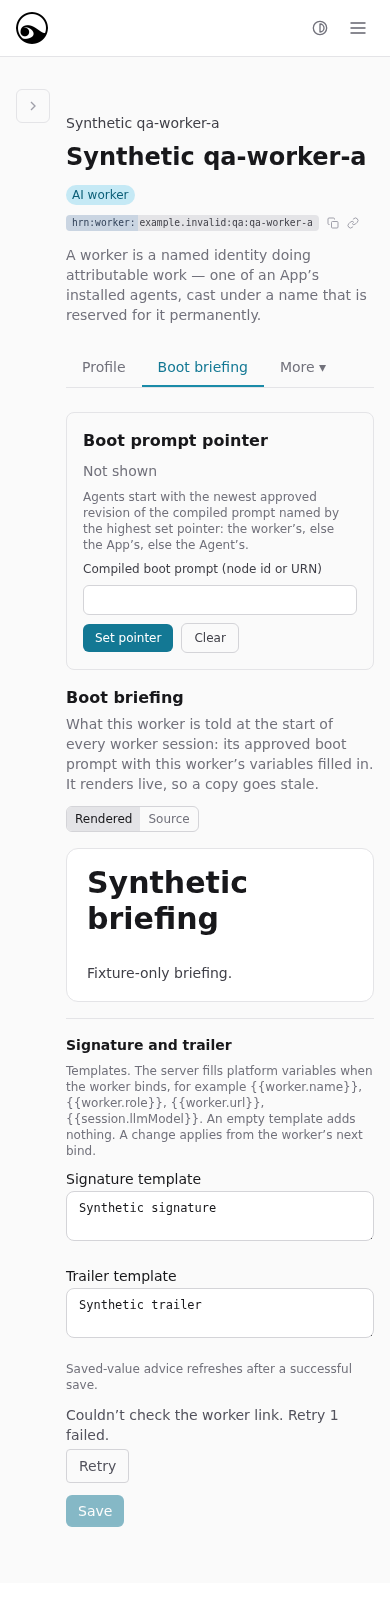 Synthetic qa-worker-a
Synthetic qa-worker-a
AI worker
hrn:worker:example.invalid:qa:qa-worker-a
A worker is a named identity doing
attributable work — one of an App’s
installed agents, cast under a name that is
reserved for it permanently.
Profile
Boot briefing
More ▾
Boot prompt pointer
Not shown
Agents start with the newest approved
revision of the compiled prompt named by
the highest set pointer: the worker’s, else
the App’s, else the Agent’s.
Compiled boot prompt (node id or URN)
Set pointer
Clear
Boot briefing
What this worker is told at the start of
every worker session: its approved boot
prompt with this worker’s variables filled in.
It renders live, so a copy goes stale.
Rendered
Source
Synthetic
briefing
Fixture-only briefing.
Signature and trailer
Templates. The server fills platform variables when
the worker binds, for example {{worker.name}},
{{worker.role}}, {{worker.url}},
{{session.llmModel}}. An empty template adds
nothing. A change applies from the worker’s next
bind.
Signature template
Synthetic signature
Trailer template
Synthetic trailer
Saved-value advice refreshes after a successful
save.
Couldn’t check the worker link. Retry 1
failed.
Retry
Save